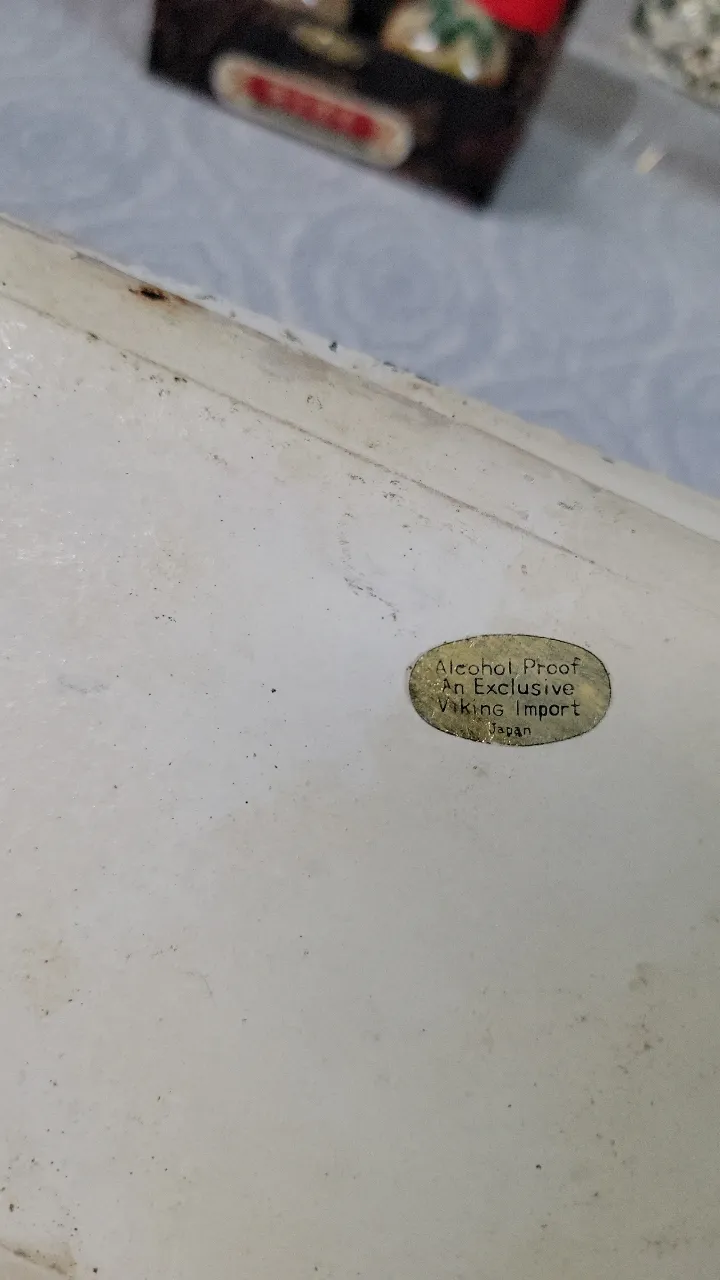 Alcohol Proof
An Exclusive
Viking Import
Japan